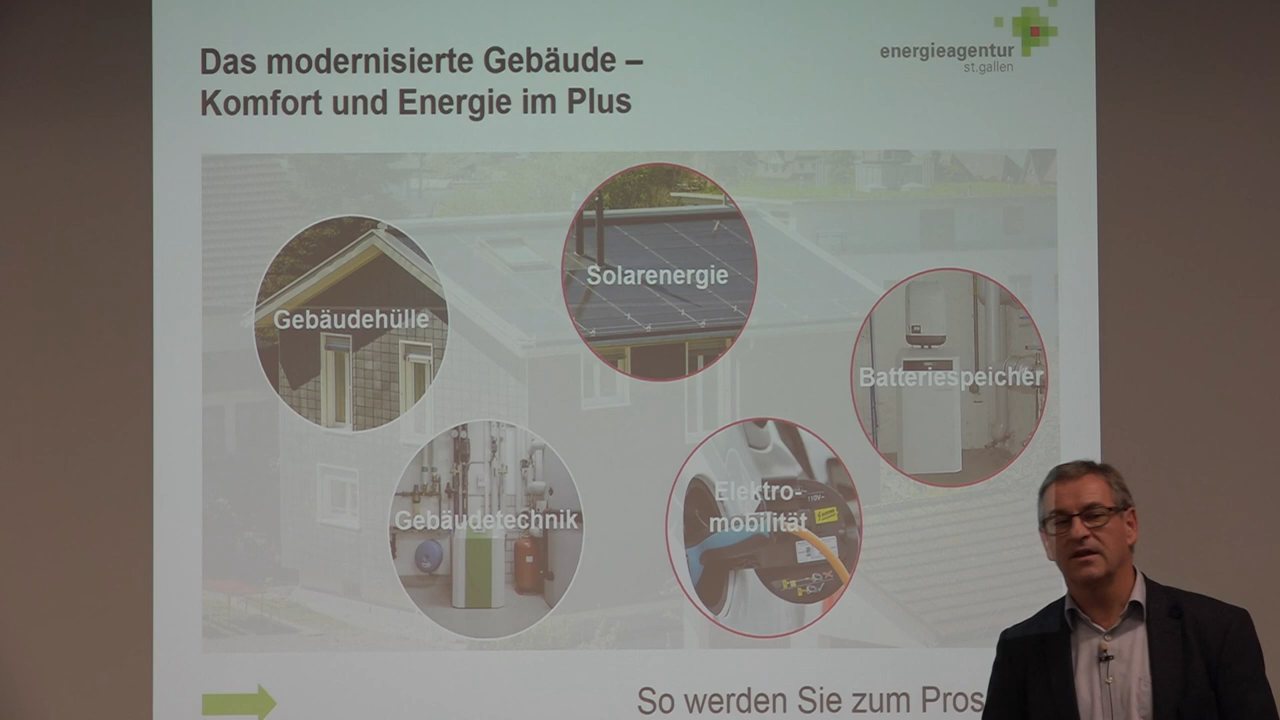 Das modernisierte Gebäude –
Komfort und Energie im Plus
energieagentur
st.gallen
Solarenergie
Gebäudehülle
Batteriespeicher
Elektro-
mobilität
Gebäudetechnik
So werden Sie zum Pros